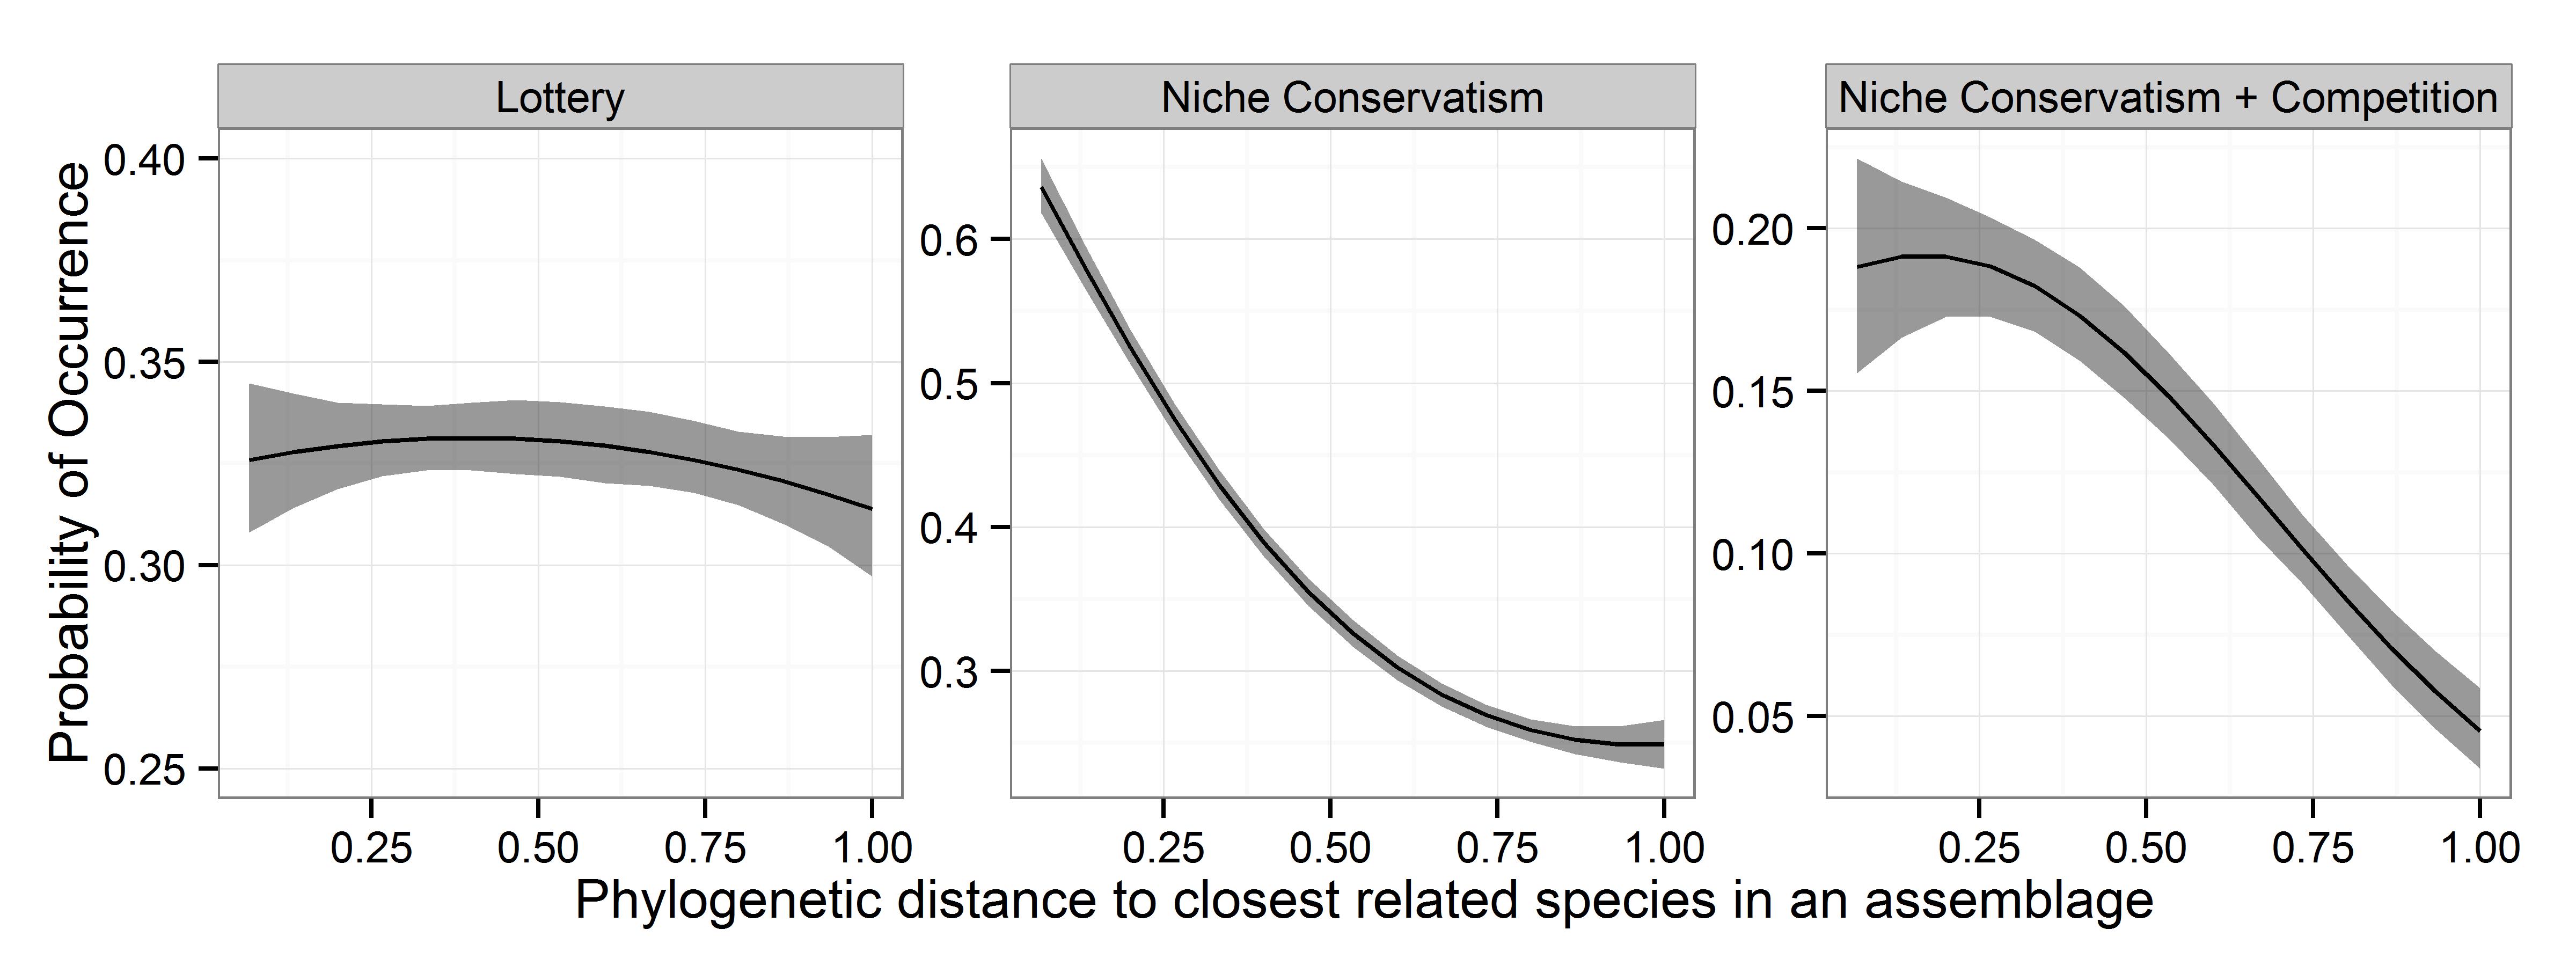 Lottery
Niche Conservatism
Niche Conservatism + Competition
Probability of Occurrence
0.40
0.35
0.30
0.25
0.6
0.5
0.4
0.3
0.20
0.15
0.10
0.05
0.25 0.50 0.75 1.00
0.25 0.50 0.75 1.00
0.25 0.50 0.75 1.00
Phylogenetic distance to closest related species in an assemblage